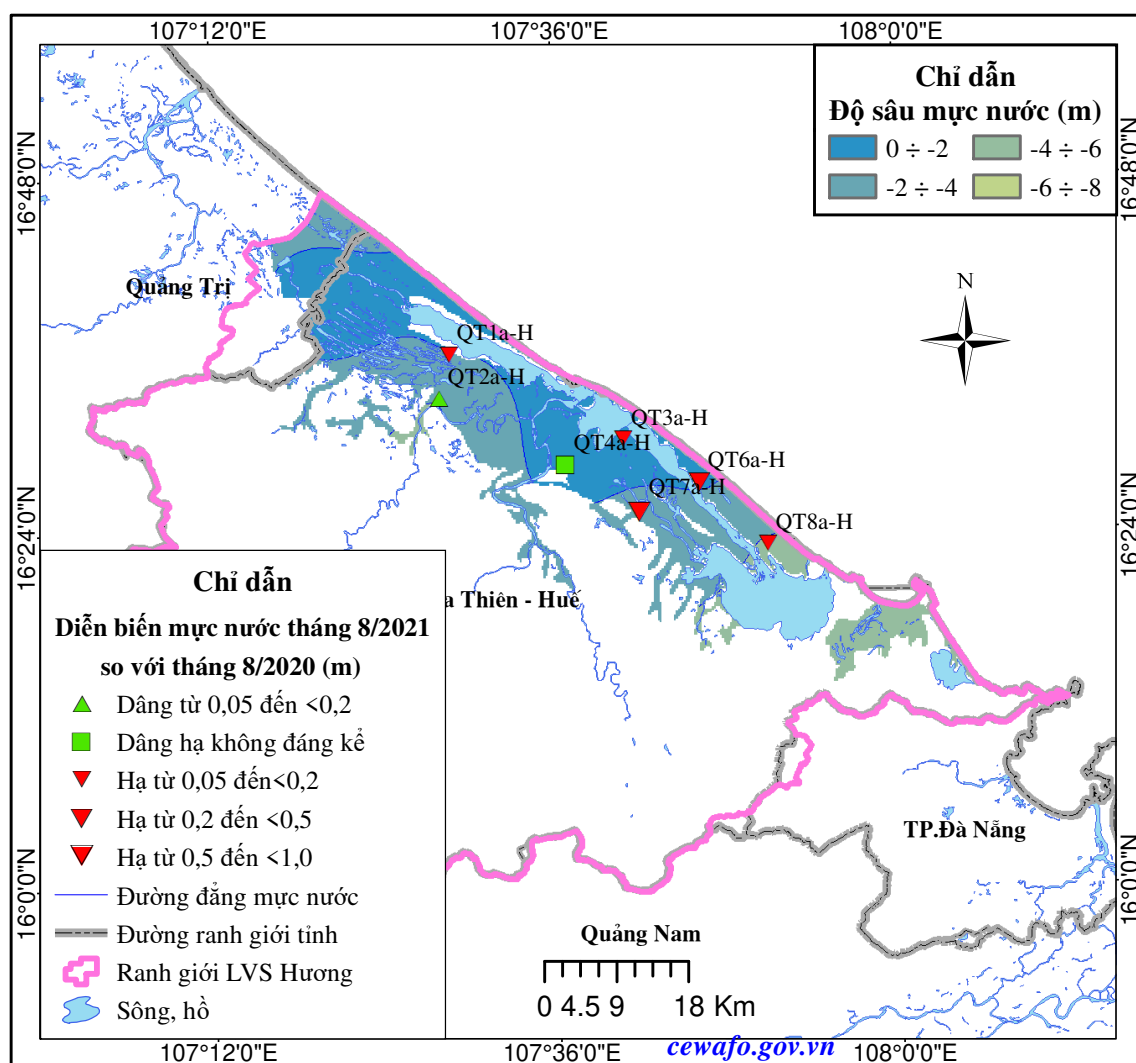 107°12'0"E
107°36'0"E
108°0'0"E
Chỉ dẫn
Độ sâu mực nước (m)
0 ÷ -2
-4 ÷ -6
-2 ÷ -4
-6 ÷ -8
16°48'0"N
16°48'0"N
N
Quảng Trị
QT1a-H
QT2a-H
QT3a-H
QT4a-H
QT6a-H
QT7a-H
QT8a-H
16°24'0"N
16°24'0"N
a Thiên - Huế
Chỉ dẫn
Diễn biến mực nước tháng 8/2021
so với tháng 8/2020 (m)
Dâng từ 0,05 đến <0,2
Dâng hạ không đáng kể
Hạ từ 0,05 đến<0,2
Hạ từ 0,2 đến <0,5
Hạ từ 0,5 đến <1,0
Đường đẳng mực nước
Đường ranh giới tỉnh
Ranh giới LVS Hương
Sông, hồ
TP.Đà Nẵng
16°0'0"N
16°0'0"N
Quảng Nam
0 4.5 9 18 Km
cewafo.gov.vn
107°12'0"E
107°36'0"E
108°0'0"E